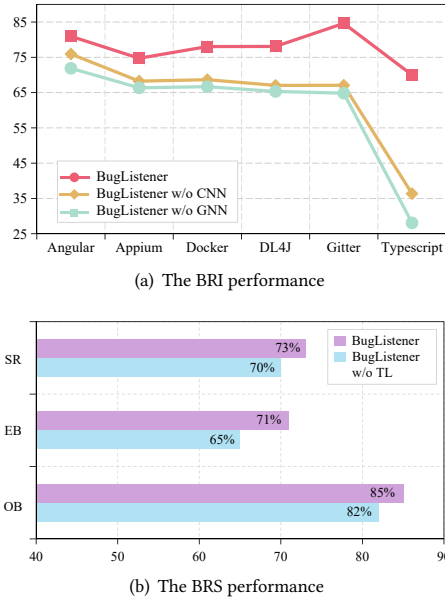 85
75
65
55
45
35
25
BugListener
BugListener w/o CNN
BugListener w/o GNN
Angular Appium Docker DL4J Gitter Typescript
(a) The BRI performance
BugListener
BugListener
w/o TL
SR
73%
70%
EB
71%
65%
OB
85%
82%
40 50 60 70 80 90
(b) The BRS performance